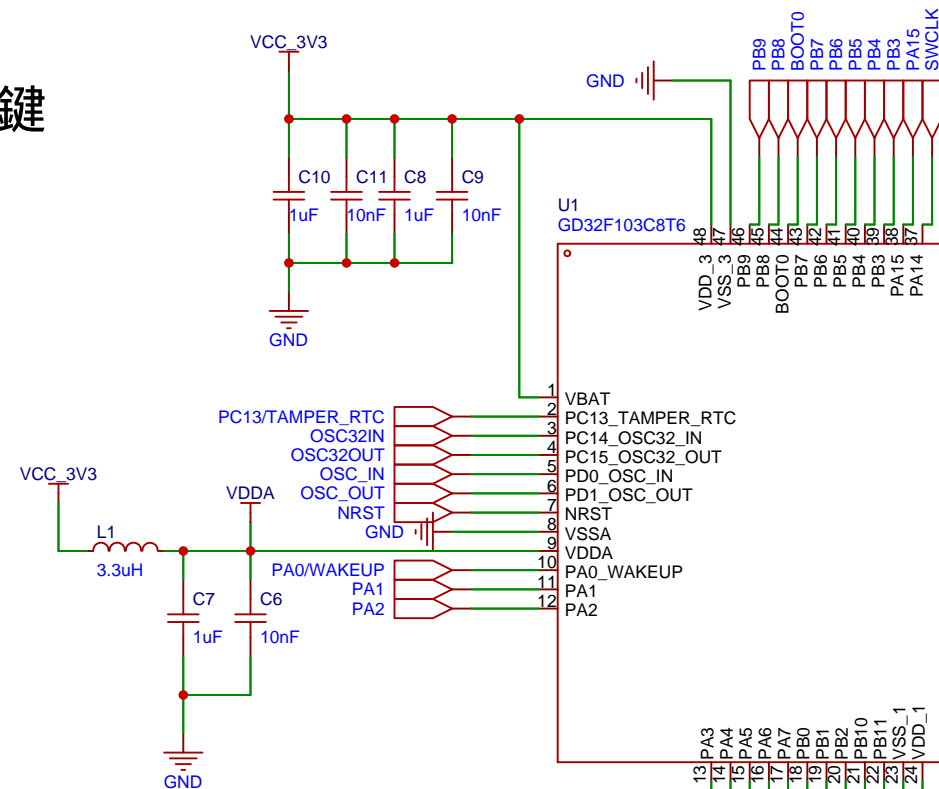 鍵
VCC_3V3
C10
C11
C8
C9
1uF
10nF
1uF
10nF
GND
GND
PB9
PB8
BOOT0
PB7
PB6
PB5
PB4
PB3
PA15
SWCLK
U1
GD32F103C8T6
48
47
46
45
44
43
42
41
40
39
38
37
VDD_3
VSS_3
PB9
PB8
BOOT0
PB7
PB6
PB5
PB4
PB3
PA15
PA14
PC13/TAMPER_RTC
OSC32IN
OSC32OUT
OSC_IN
OSC_OUT
NRST
GND
PA0/WAKEUP
PA1
PA2
1 VBAT
2 PC13_TAMPER_RTC
3 PC14_OSC32_IN
4 PC15_OSC32_OUT
5 PD0_OSC_IN
6 PD1_OSC_OUT
7 NRST
8 VSSA
9 VDDA
10 PA0_WAKEUP
11 PA1
12 PA2
VCC_3V3
VDDA
L1
3.3uH
C7
1uF
C6
10nF
GND
PA3
PA4
PA5
PA6
PA7
PB0
PB1
PB2
PB10
PB11
VSS_1
VDD_1
13
14
15
16
17
18
19
20
21
22
23
24